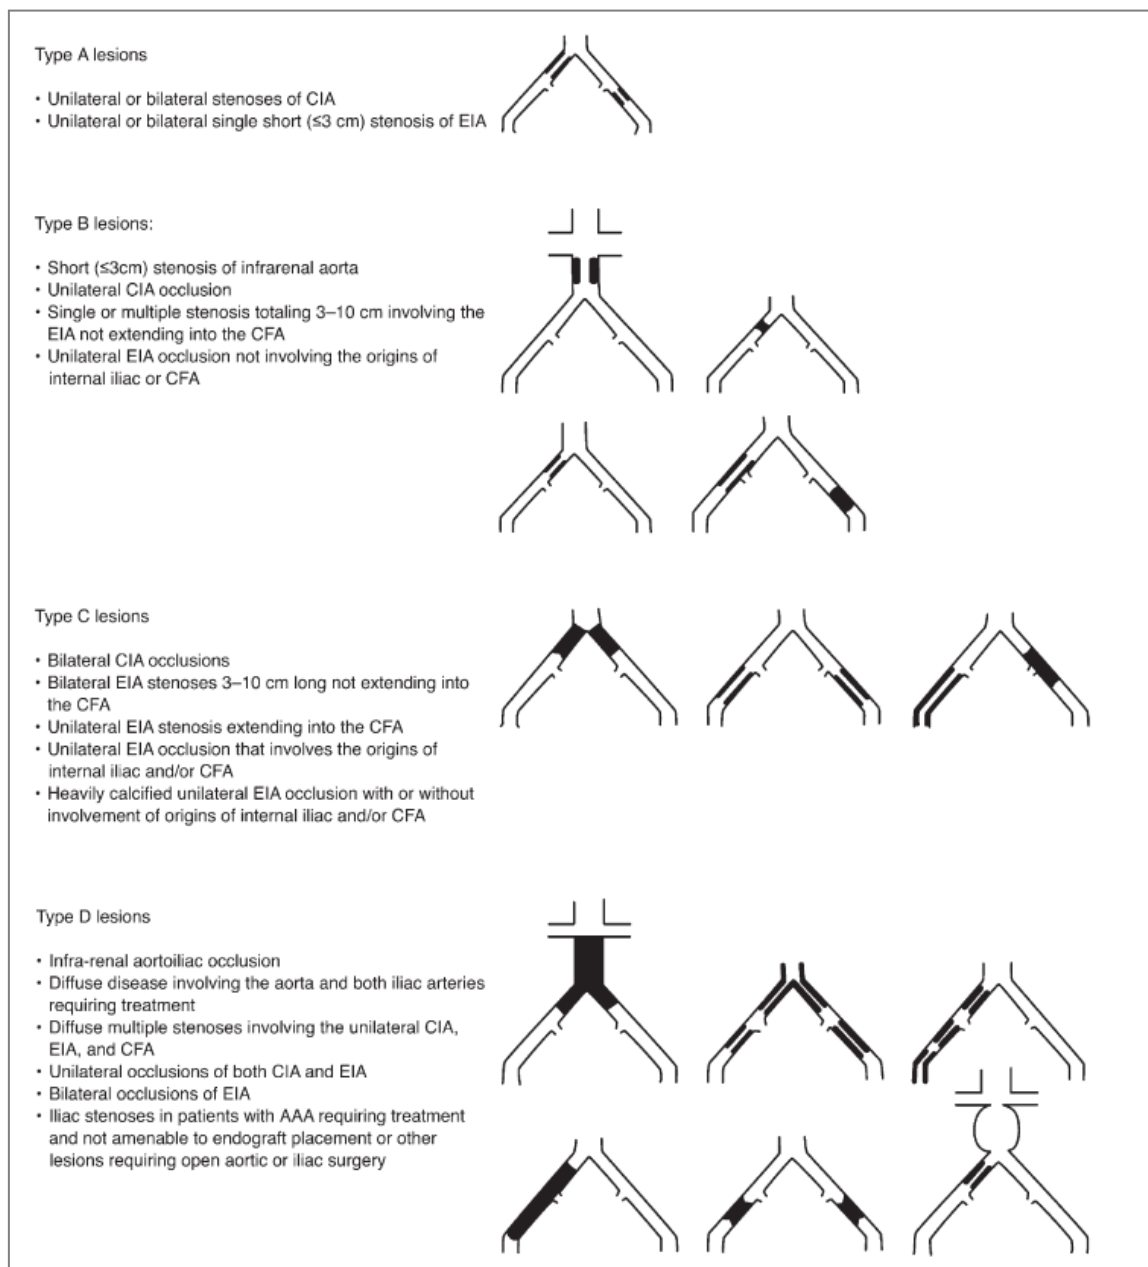 Type A lesions
• Unilateral or bilateral stenoses of CIA
• Unilateral or bilateral single short (≤3 cm) stenosis of EIA
Type B lesions:
• Short (≤3cm) stenosis of infrarenal aorta
• Unilateral CIA occlusion
• Single or multiple stenosis totaling 3–10 cm involving the
EIA not extending into the CFA
• Unilateral EIA occlusion not involving the origins of
internal iliac or CFA
Type C lesions
• Bilateral CIA occlusions
• Bilateral EIA stenoses 3–10 cm long not extending into
the CFA
• Unilateral EIA stenosis extending into the CFA
• Unilateral EIA occlusion that involves the origins of
internal iliac and/or CFA
• Heavily calcified unilateral EIA occlusion with or without
involvement of origins of internal iliac and/or CFA
Type D lesions
• Infra-renal aortoiliac occlusion
• Diffuse disease involving the aorta and both iliac arteries
requiring treatment
• Diffuse multiple stenoses involving the unilateral CIA,
EIA, and CFA
• Unilateral occlusions of both CIA and EIA
• Bilateral occlusions of EIA
• Iliac stenoses in patients with AAA requiring treatment
and not amenable to endograft placement or other
lesions requiring open aortic or iliac surgery